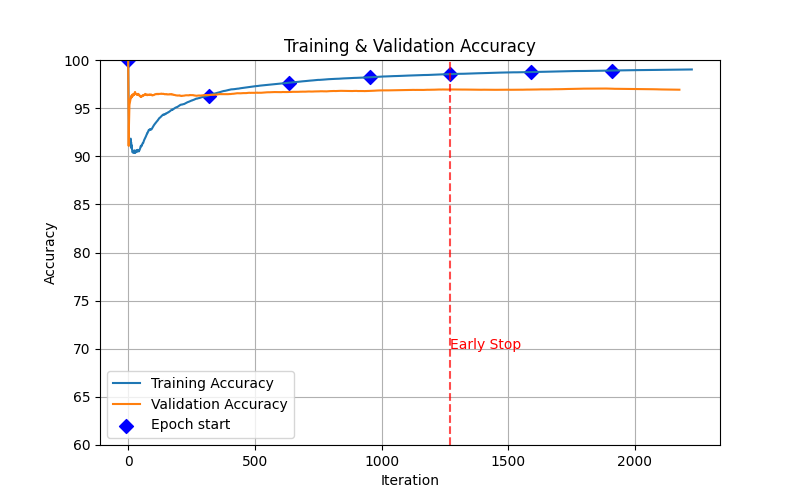 Training & Validation Accuracy
100
95
90
85
80
75
70
65
60
Accuracy
Early Stop
Training Accuracy
Validation Accuracy
Epoch start
0
500
1000
1500
2000
Iteration